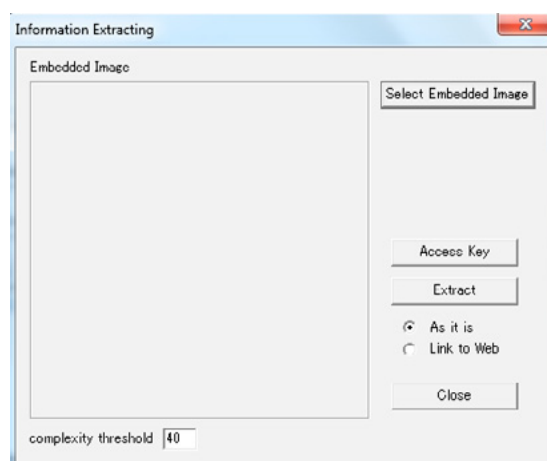 Information Extracting
Embedded Image
Select Embedded Image
Access Key
Extract
As it is
Link to Web
Close
complexity threshold 40